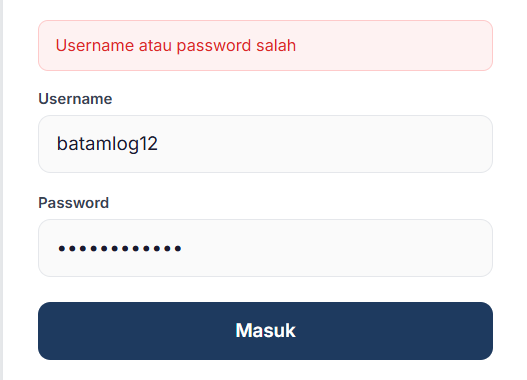 Username atau password salah
Username
batamlog12
Password
••••••••••••
Masuk